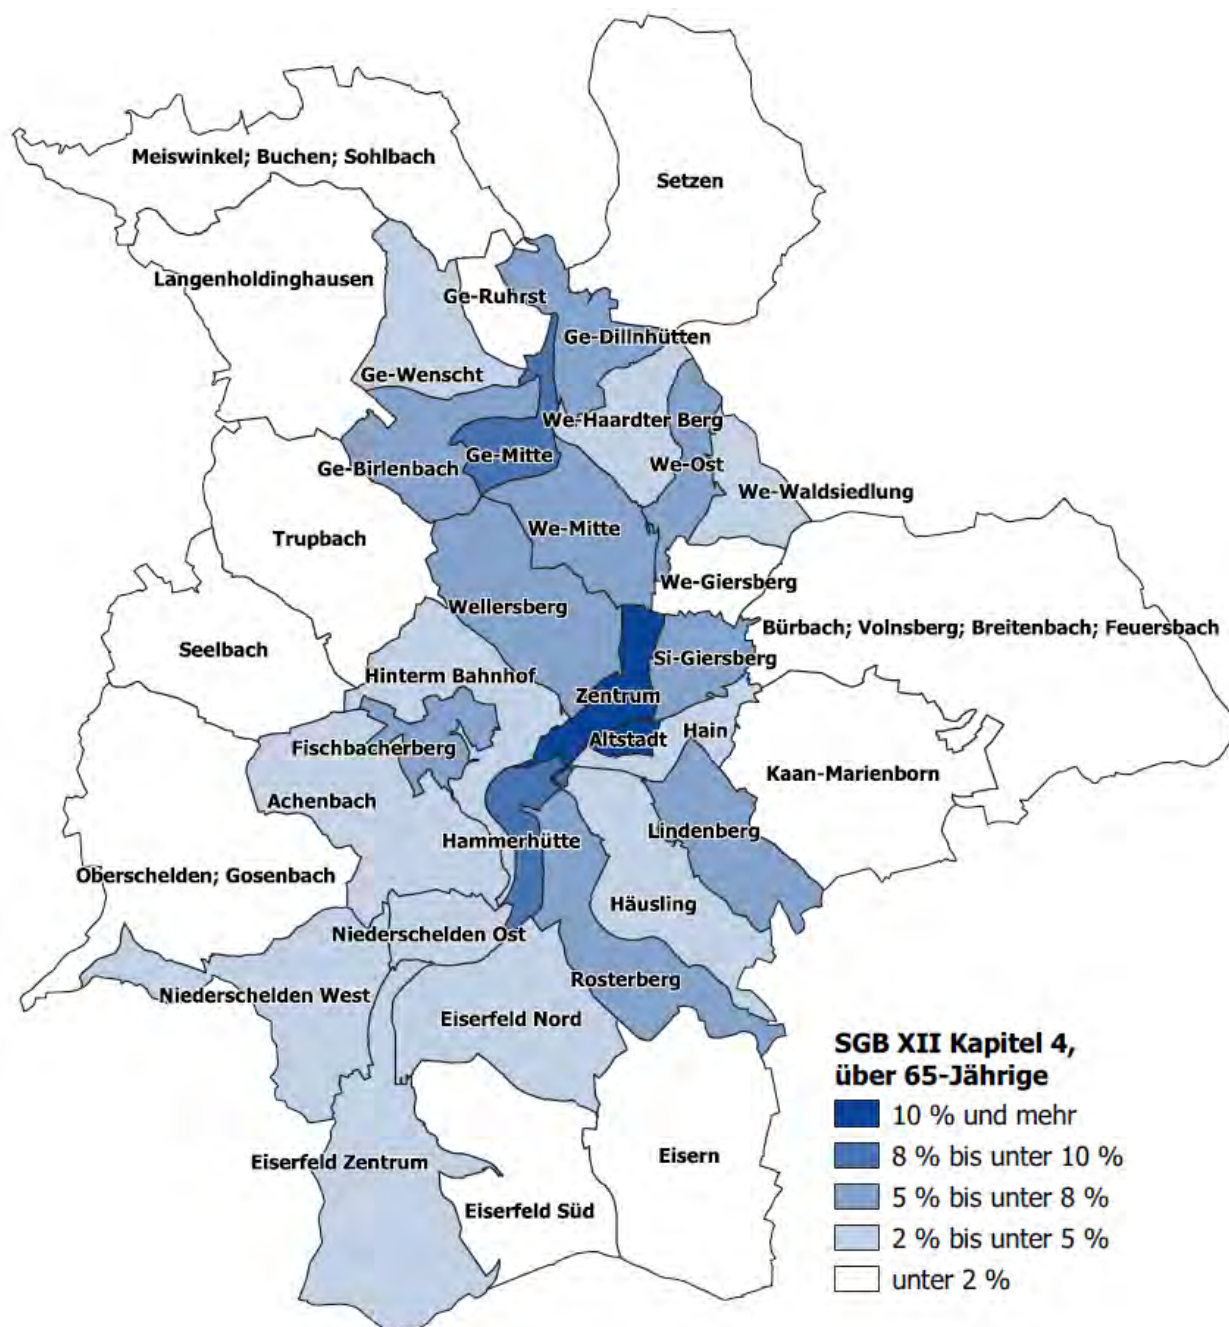 Meiswinkel; Buchen; Sohlbach
Setzen
Langenholdinghausen
Ge-Ruhrst
Ge-Dillnhütten
Ge-Wenscht
We-Haardter Berg
Ge-Mitte
Ge-Birlenbach
We-Ost
We-Waldsiedlung
We-Mitte
Trupbach
We-Giersberg
Wellersberg
Bürbach; Volnsberg; Breitenbach; Feuersbach
Seelbach
Si-Giersberg
Hinterm Bahnhof
Zentrum
Hain
Altstadt
Fischbacherberg
Kaan-Marienborn
Achenbach
Lindenberg
Hammerhütte
Oberschelden; Gosenbach
Häusling
Niederschelden Ost
Rosterberg
Niederschelden West
Eiserfeld Nord
Eisern
Eiserfeld Zentrum
Eiserfeld Süd
SGB XII Kapitel 4,
über 65-Jährige
10 % und mehr
8 % bis unter 10 %
5 % bis unter 8 %
2 % bis unter 5 %
unter 2 %